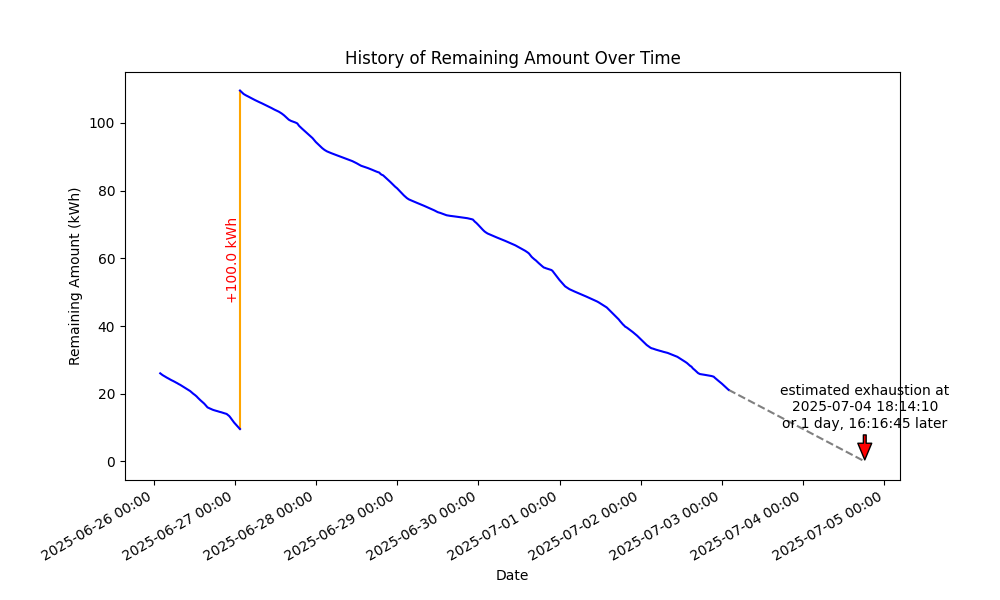 History of Remaining Amount Over Time
Remaining Amount (kWh)
100
80
60
40
20
0
+100.0 kWh
estimated exhaustion at
2025-07-04 18:14:10
or 1 day, 16:16:45 later
2025-06-26 00:00
2025-06-27 00:00
2025-06-28 00:00
2025-06-29 00:00
2025-06-30 00:00
2025-07-01 00:00
2025-07-02 00:00
2025-07-03 00:00
2025-07-04 00:00
2025-07-05 00:00
Date